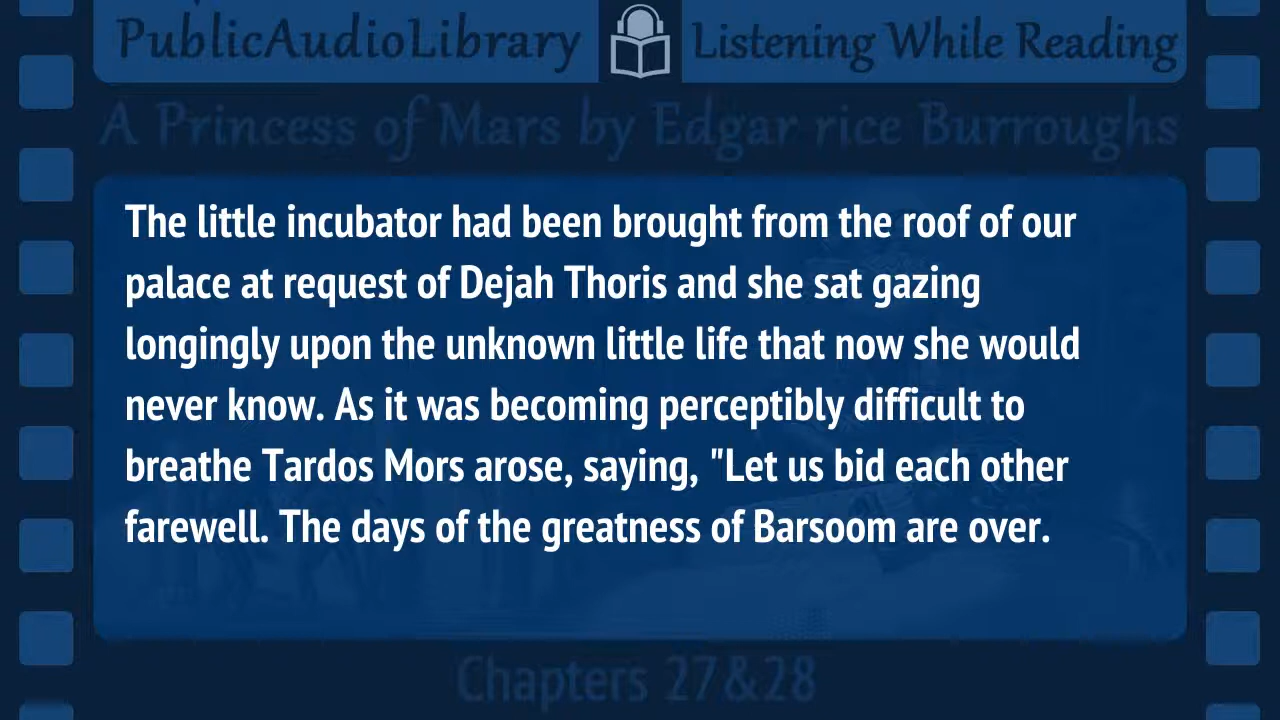 PublicAudioLibrary Listening While Reading
A Princess of Mars by Edgar rice Burroughs
The little incubator had been brought from the roof of our
palace at request of Dejah Thoris and she sat gazing
longingly upon the unknown little life that now she would
never know. As it was becoming perceptibly difficult to
breathe Tardos Mors arose, saying, "Let us bid each other
farewell. The days of the greatness of Barsoom are over.
Chapters 27&28